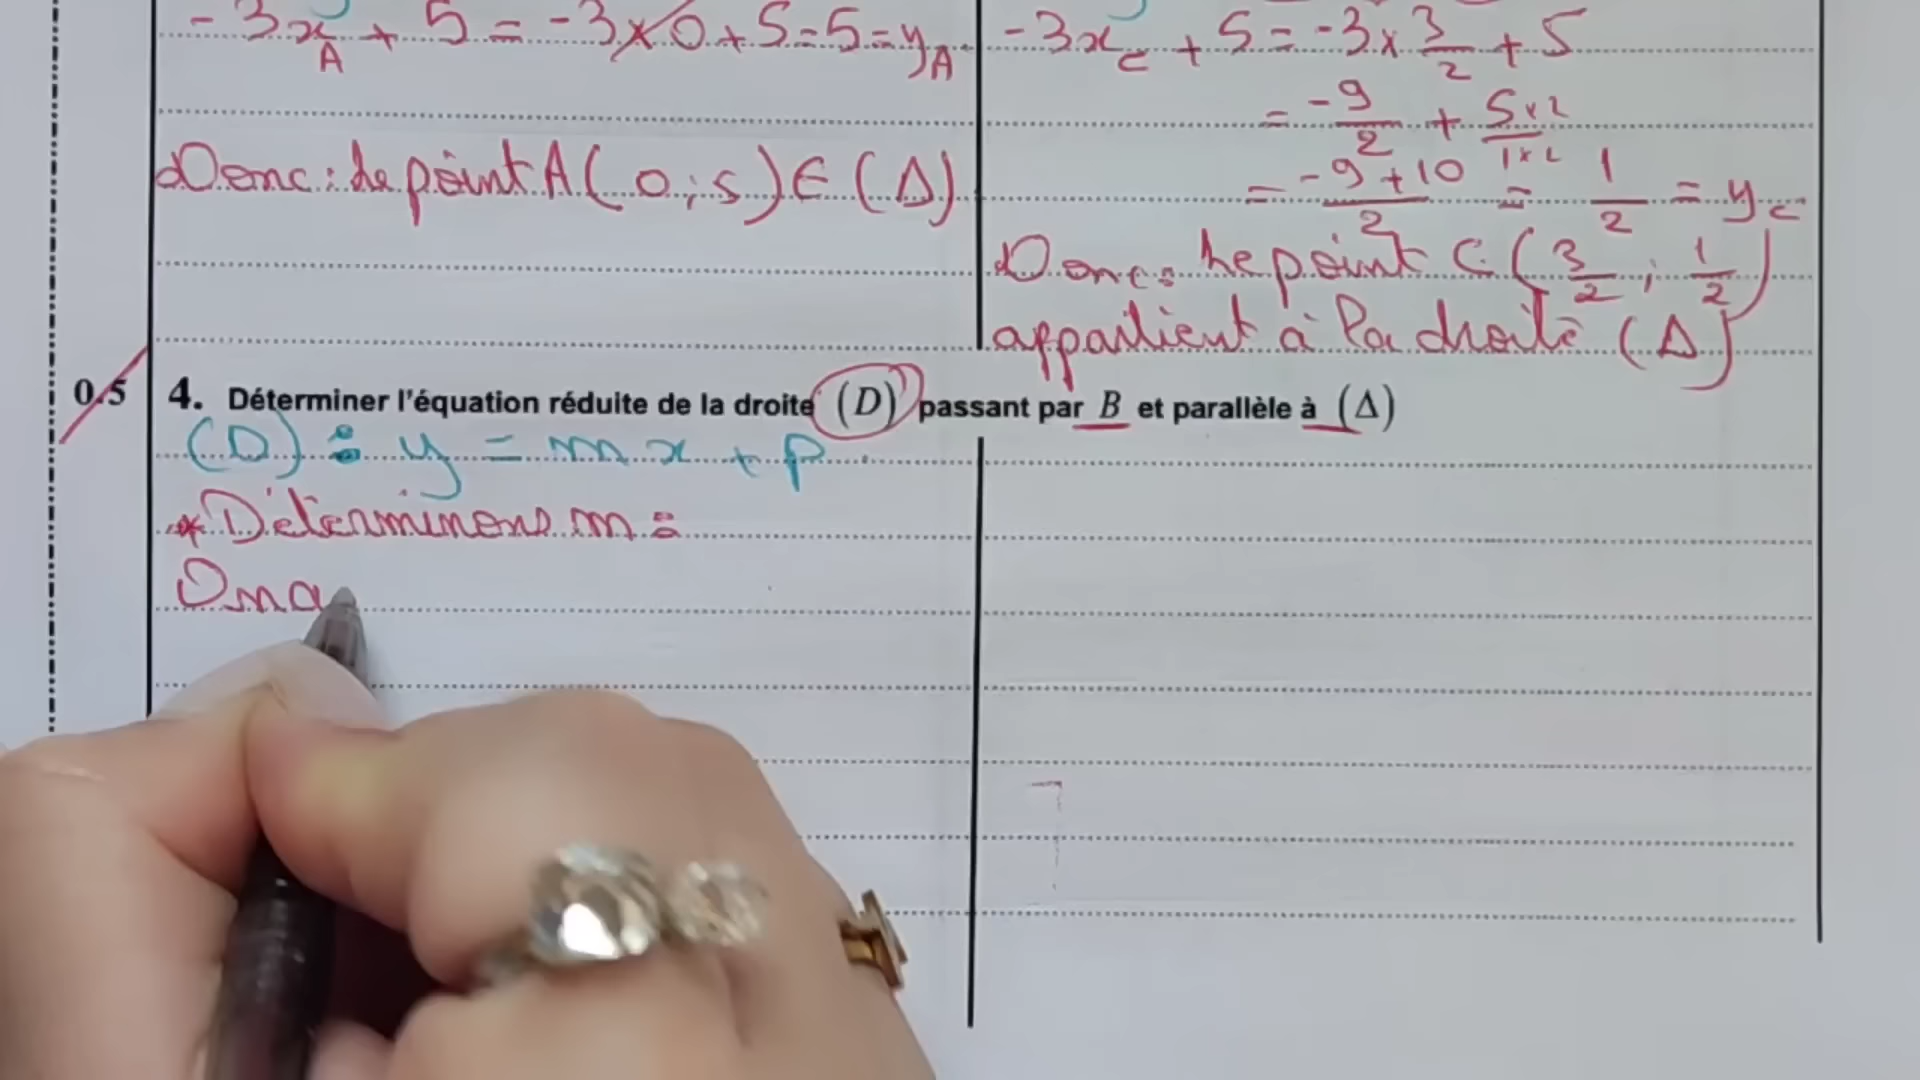 -3x_A + 5 = -3×0+5=5=y_A
Donc: le point A(0;5)∈(Δ)
-3x_c + 5 = -3×3/2 + 5
= -9/2 + 5×2/1×2
= -9+10/2 = 1/2 = y_c
Donc: le point C(3/2; 1/2)
appartient à la droite (Δ)
0.5
4. Déterminer l'équation réduite de la droite (D) passant par B et parallèle à (Δ)
(D): y = mx + p
* Déterminons m:
On a